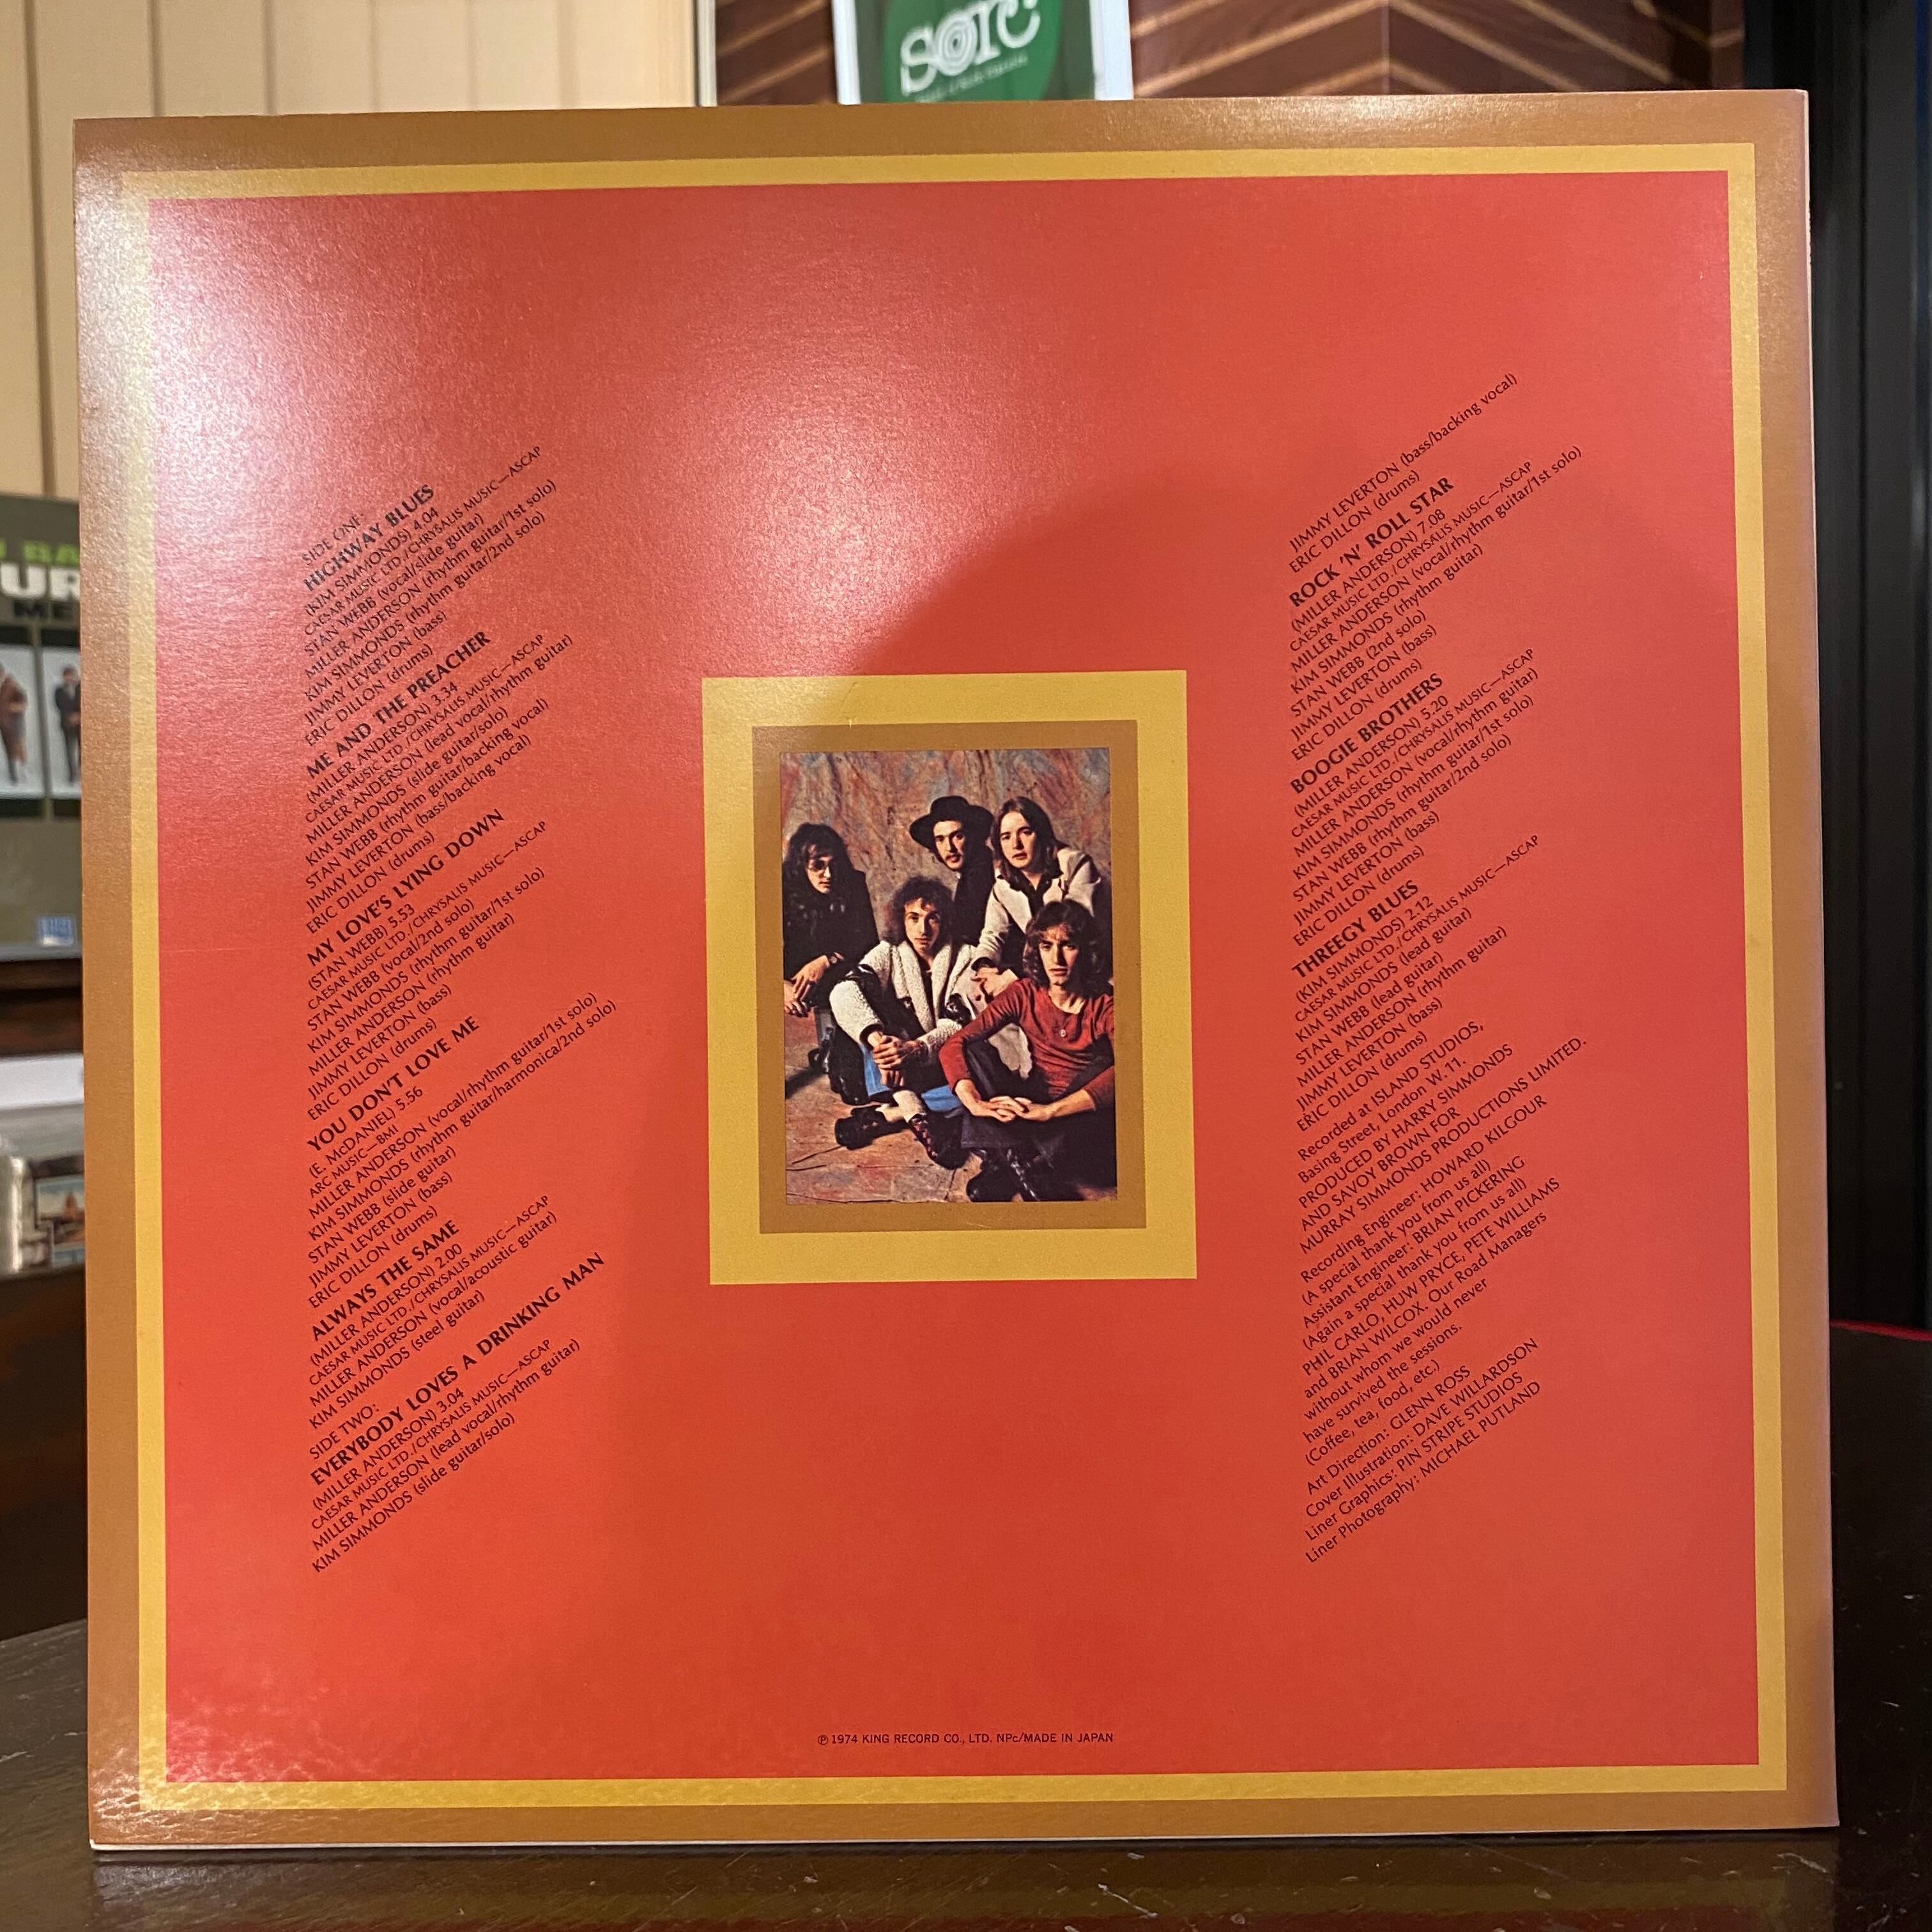 sorc
SIDE ONE:
HIGHWAY BLUES
(KIM SIMMONDS) 4.04
CAESAR MUSIC LTD./CHRYSALIS MUSIC—ASCAP
STAN WEBB (vocal/slide guitar)
MILLER ANDERSON (rhythm guitar/1st solo)
KIM SIMMONDS (rhythm guitar/2nd solo)
JIMMY LEVERTON (bass)
ERIC DILLON (drums)
ME AND THE PREACHER
(MILLER ANDERSON) 3.34
CAESAR MUSIC LTD./CHRYSALIS MUSIC—ASCAP
MILLER ANDERSON (lead vocal/rhythm guitar)
KIM SIMMONDS (slide guitar/solo)
STAN WEBB (rhythm guitar/backing vocal)
JIMMY LEVERTON (bass/backing vocal)
ERIC DILLON (drums)
MY LOVE'S LYING DOWN
(STAN WEBB) 5.53
CAESAR MUSIC LTD./CHRYSALIS MUSIC—ASCAP
STAN WEBB (vocal/2nd solo)
KIM SIMMONDS (rhythm guitar/1st solo)
MILLER ANDERSON (rhythm guitar)
JIMMY LEVERTON (bass)
ERIC DILLON (drums)
YOU DON'T LOVE ME
(E. McDANIEL) 5.56
ARC MUSIC—BMI
MILLER ANDERSON (vocal/rhythm guitar/1st solo)
KIM SIMMONDS (rhythm guitar/harmonica/2nd solo)
STAN WEBB (slide guitar)
JIMMY LEVERTON (bass)
ERIC DILLON (drums)
ALWAYS THE SAME
(MILLER ANDERSON) 2.00
CAESAR MUSIC LTD./CHRYSALIS MUSIC—ASCAP
MILLER ANDERSON (vocal/acoustic guitar)
KIM SIMMONDS (steel guitar)
SIDE TWO:
EVERYBODY LOVES A DRINKING MAN
(MILLER ANDERSON) 3.04
CAESAR MUSIC LTD./CHRYSALIS MUSIC—ASCAP
MILLER ANDERSON (lead vocal/rhythm guitar)
KIM SIMMONDS (slide guitar/solo)
JIMMY LEVERTON (bass/backing vocal)
ERIC DILLON (drums)
ROCK 'N' ROLL STAR
(MILLER ANDERSON) 7.08
CAESAR MUSIC LTD./CHRYSALIS MUSIC—ASCAP
MILLER ANDERSON (vocal/rhythm guitar/1st solo)
KIM SIMMONDS (rhythm guitar)
STAN WEBB (2nd solo)
JIMMY LEVERTON (bass)
ERIC DILLON (drums)
BOOGIE BROTHERS
(MILLER ANDERSON) 5.20
CAESAR MUSIC LTD./CHRYSALIS MUSIC—ASCAP
MILLER ANDERSON (vocal/rhythm guitar)
KIM SIMMONDS (rhythm guitar/1st solo)
STAN WEBB (rhythm guitar/2nd solo)
JIMMY LEVERTON (bass)
ERIC DILLON (drums)
THREEGY BLUES
(KIM SIMMONDS) 2.12
CAESAR MUSIC LTD./CHRYSALIS MUSIC—ASCAP
KIM SIMMONDS (lead guitar)
STAN WEBB (lead guitar)
MILLER ANDERSON (rhythm guitar)
JIMMY LEVERTON (bass)
ERIC DILLON (drums)
Recorded at ISLAND STUDIOS,
Basing Street, London W.11.
PRODUCED BY HARRY SIMMONDS
AND SAVOY BROWN FOR
MURRAY SIMMONDS PRODUCTIONS LIMITED.
Recording Engineer: HOWARD KILGOUR
(A special thank you from us all)
Assistant Engineer: BRIAN PICKERING
(Again a special thank you from us all)
PHIL CARLO, HUW PRYCE, PETE WILLIAMS
and BRIAN WILCOX. Our Road Managers
without whom we would never
have survived the sessions.
(Coffee, tea, food, etc.)
Art Direction: GLENN ROSS
Cover Illustration: DAVE WILLARDSON
Liner Graphics: PIN STRIPE STUDIOS
Liner Photography: MICHAEL PUTLAND
℗ 1974 KING RECORD CO., LTD. NPc/MADE IN JAPAN